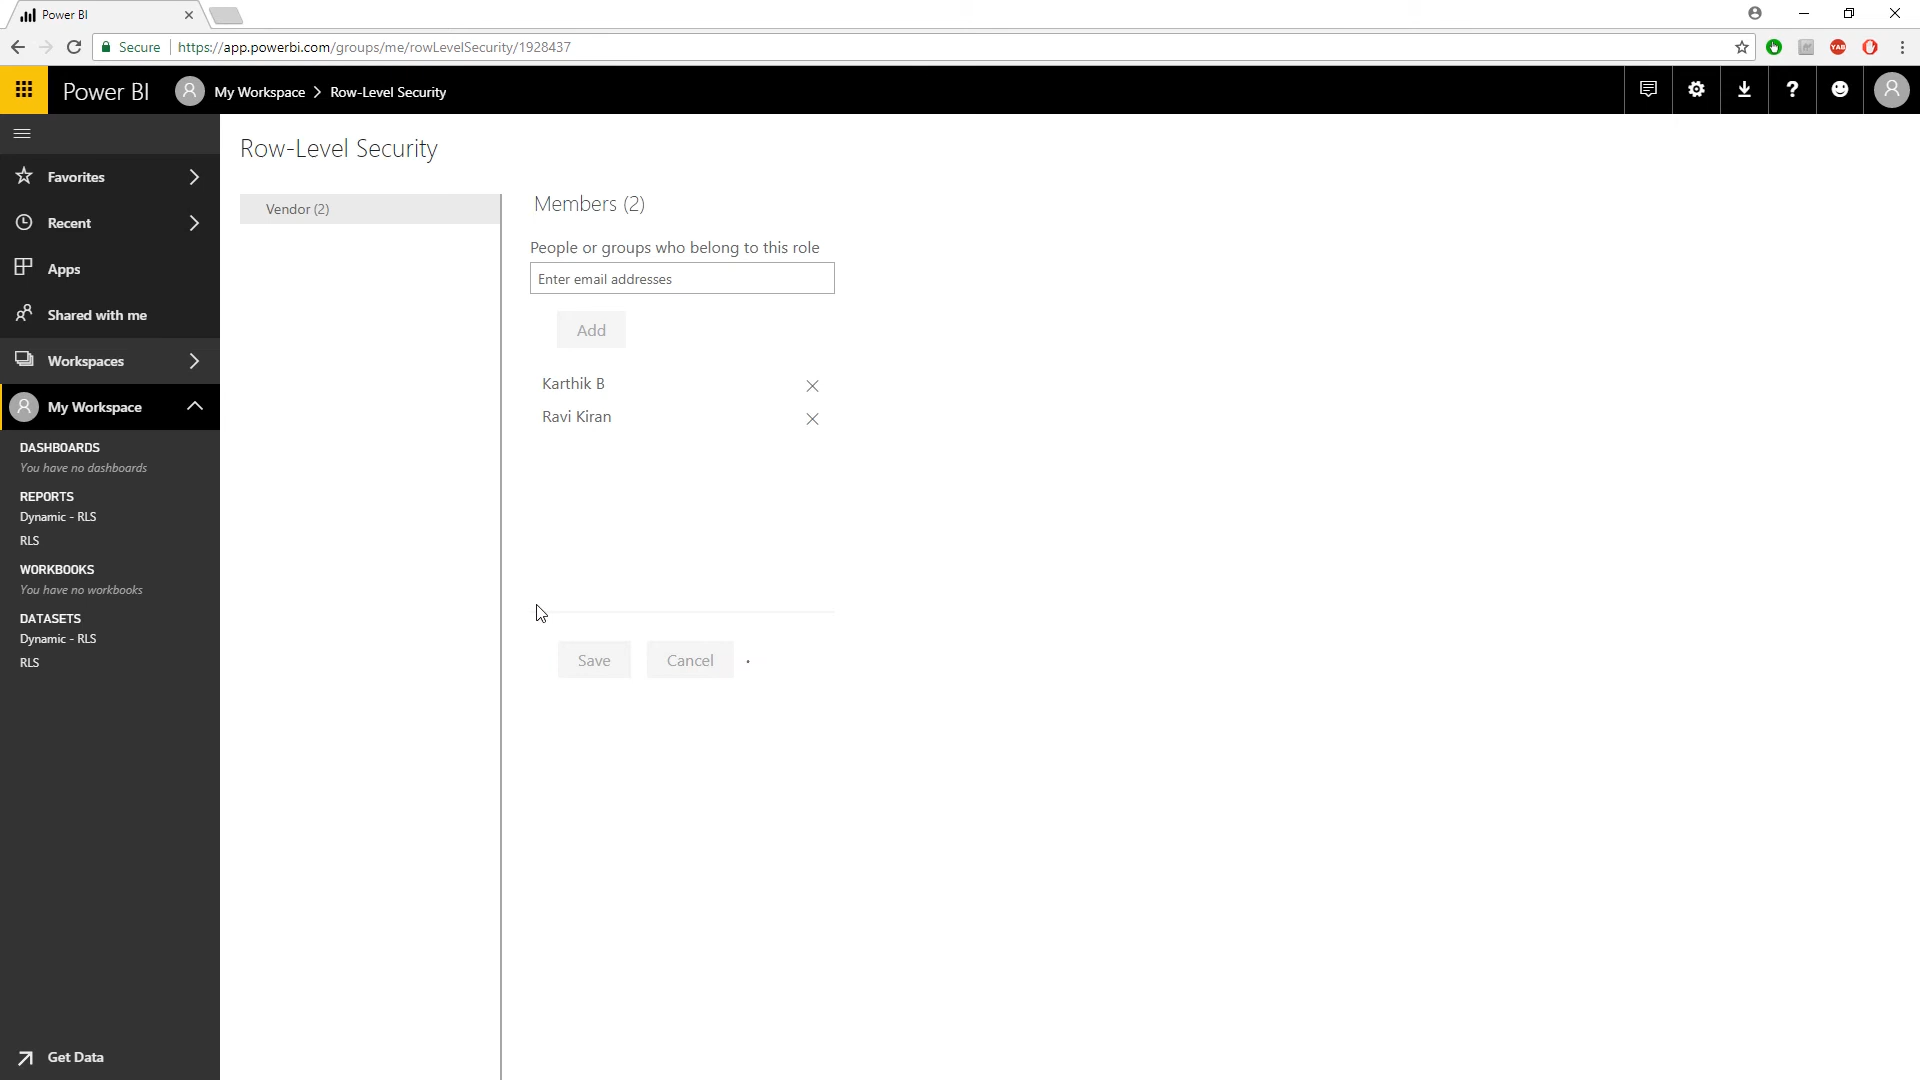 Power BI
Secure https://app.powerbi.com/groups/me/rowLevelSecurity/1928437
YAB
Power BI My Workspace > Row-Level Security
Row-Level Security
Favorites
Recent
Apps
Shared with me
Workspaces
My Workspace
DASHBOARDS
You have no dashboards
REPORTS
Dynamic - RLS
RLS
WORKBOOKS
You have no workbooks
DATASETS
Dynamic - RLS
RLS
Get Data
Vendor (2)
Members (2)
People or groups who belong to this role
Enter email addresses
Add
Karthik B
Ravi Kiran
Save Cancel